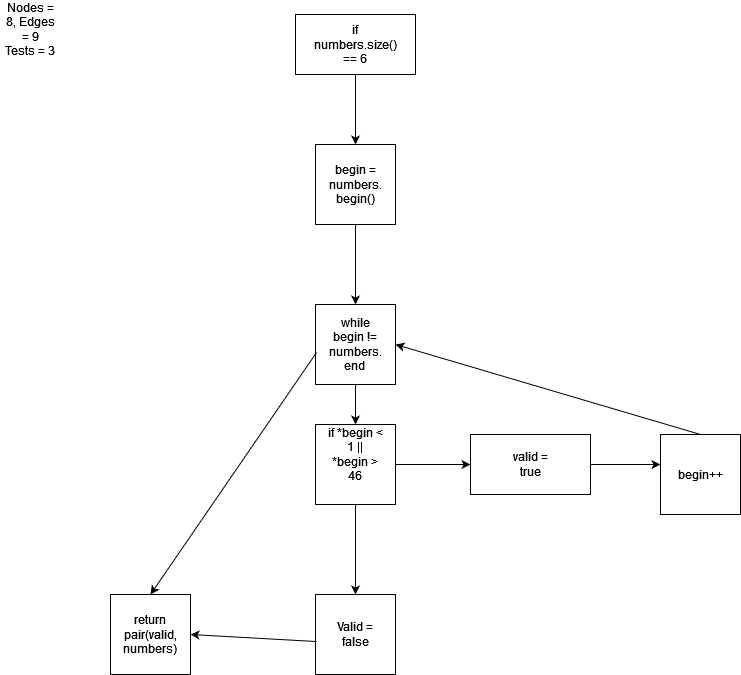 Nodes =
8, Edges
= 9
Tests = 3
if
numbers.size()
== 6
begin =
numbers.
begin()
while
begin !=
numbers.
end
if *begin <
1 ||
*begin >
46
valid =
true
begin++
return
pair(valid,
numbers)
Valid =
false